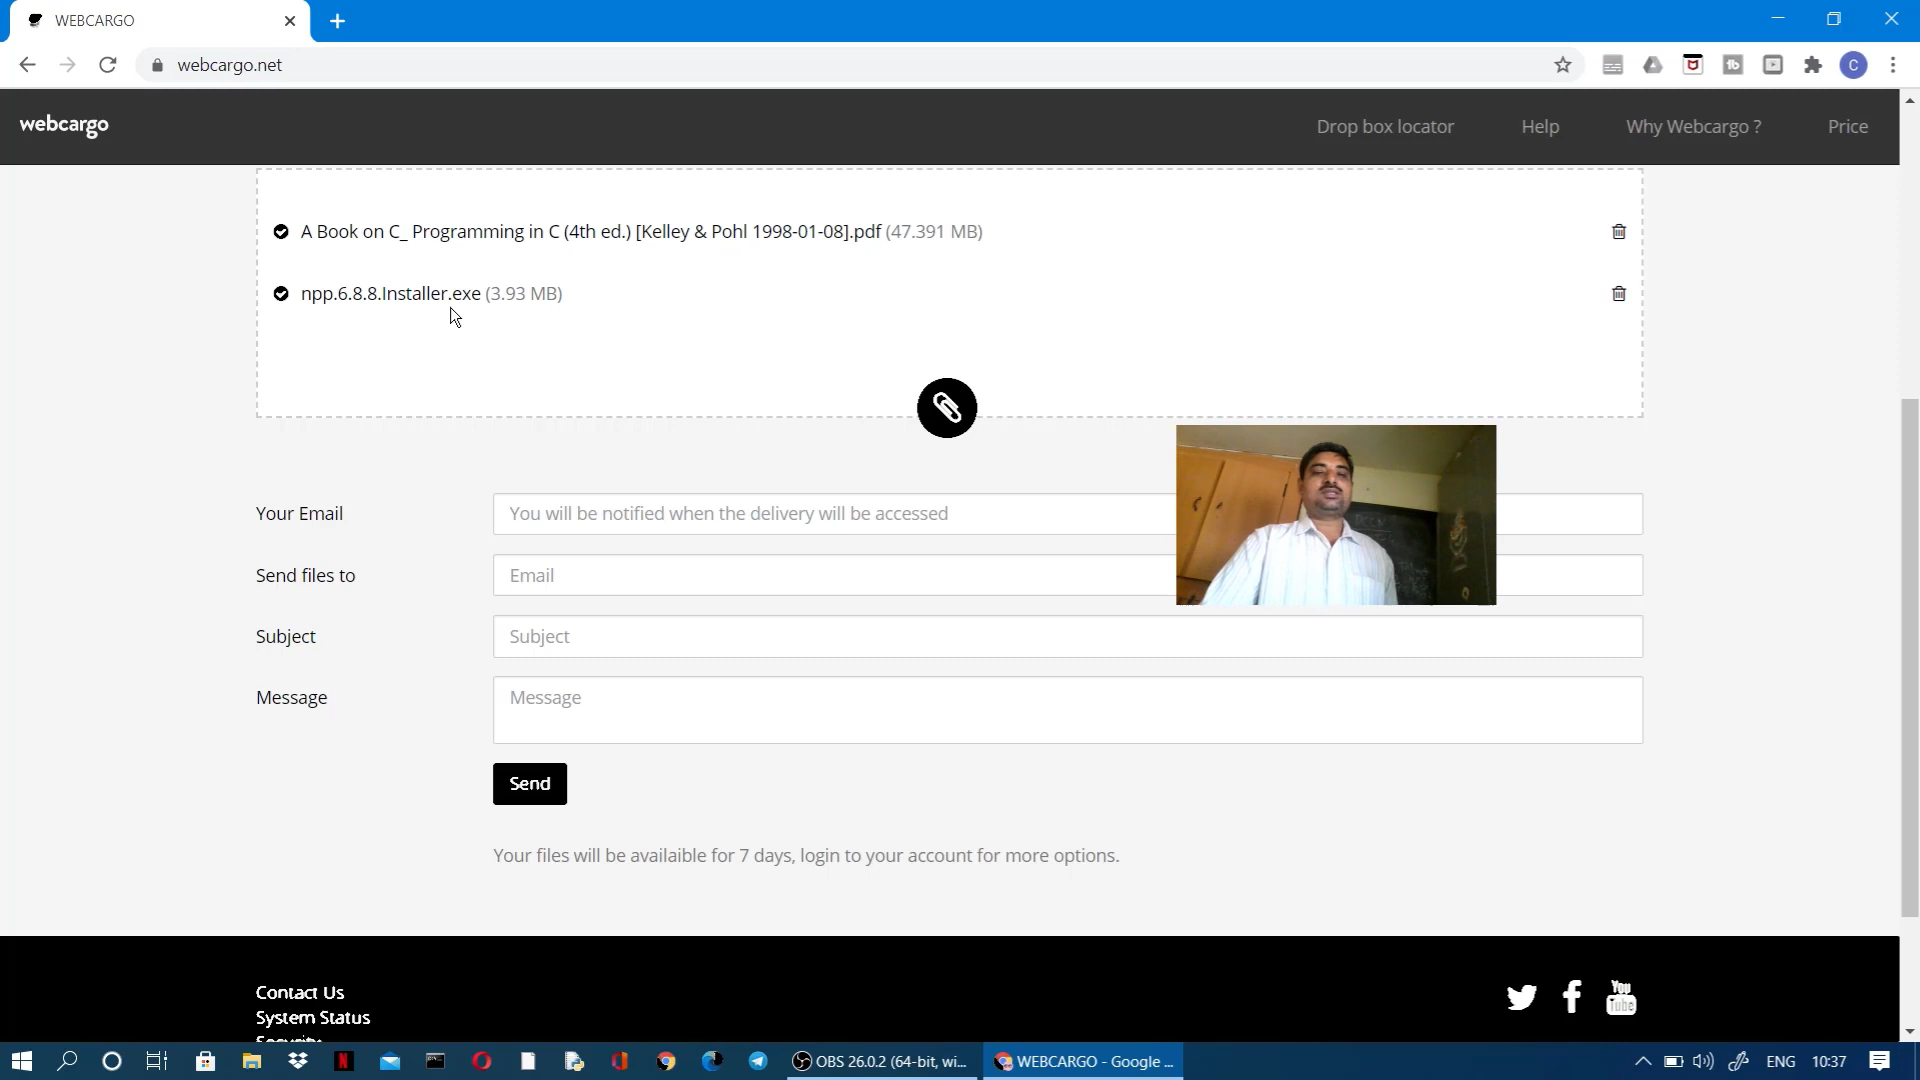 WEBCARGO
webcargo.net
C
webcargo
Drop box locator
Help
Why Webcargo ?
Price
A Book on C_ Programming in C (4th ed.) [Kelley & Pohl 1998-01-08].pdf (47.391 MB)
npp.6.8.8.Installer.exe (3.93 MB)
Your Email
You will be notified when the delivery will be accessed
Send files to
Email
Subject
Subject
Message
Message
Send
Your files will be availaible for 7 days, login to your account for more options.
Contact Us
System Status
Security
You
Tube
OBS 26.0.2 (64-bit, wi...
WEBCARGO - Google ...
ENG
10:37